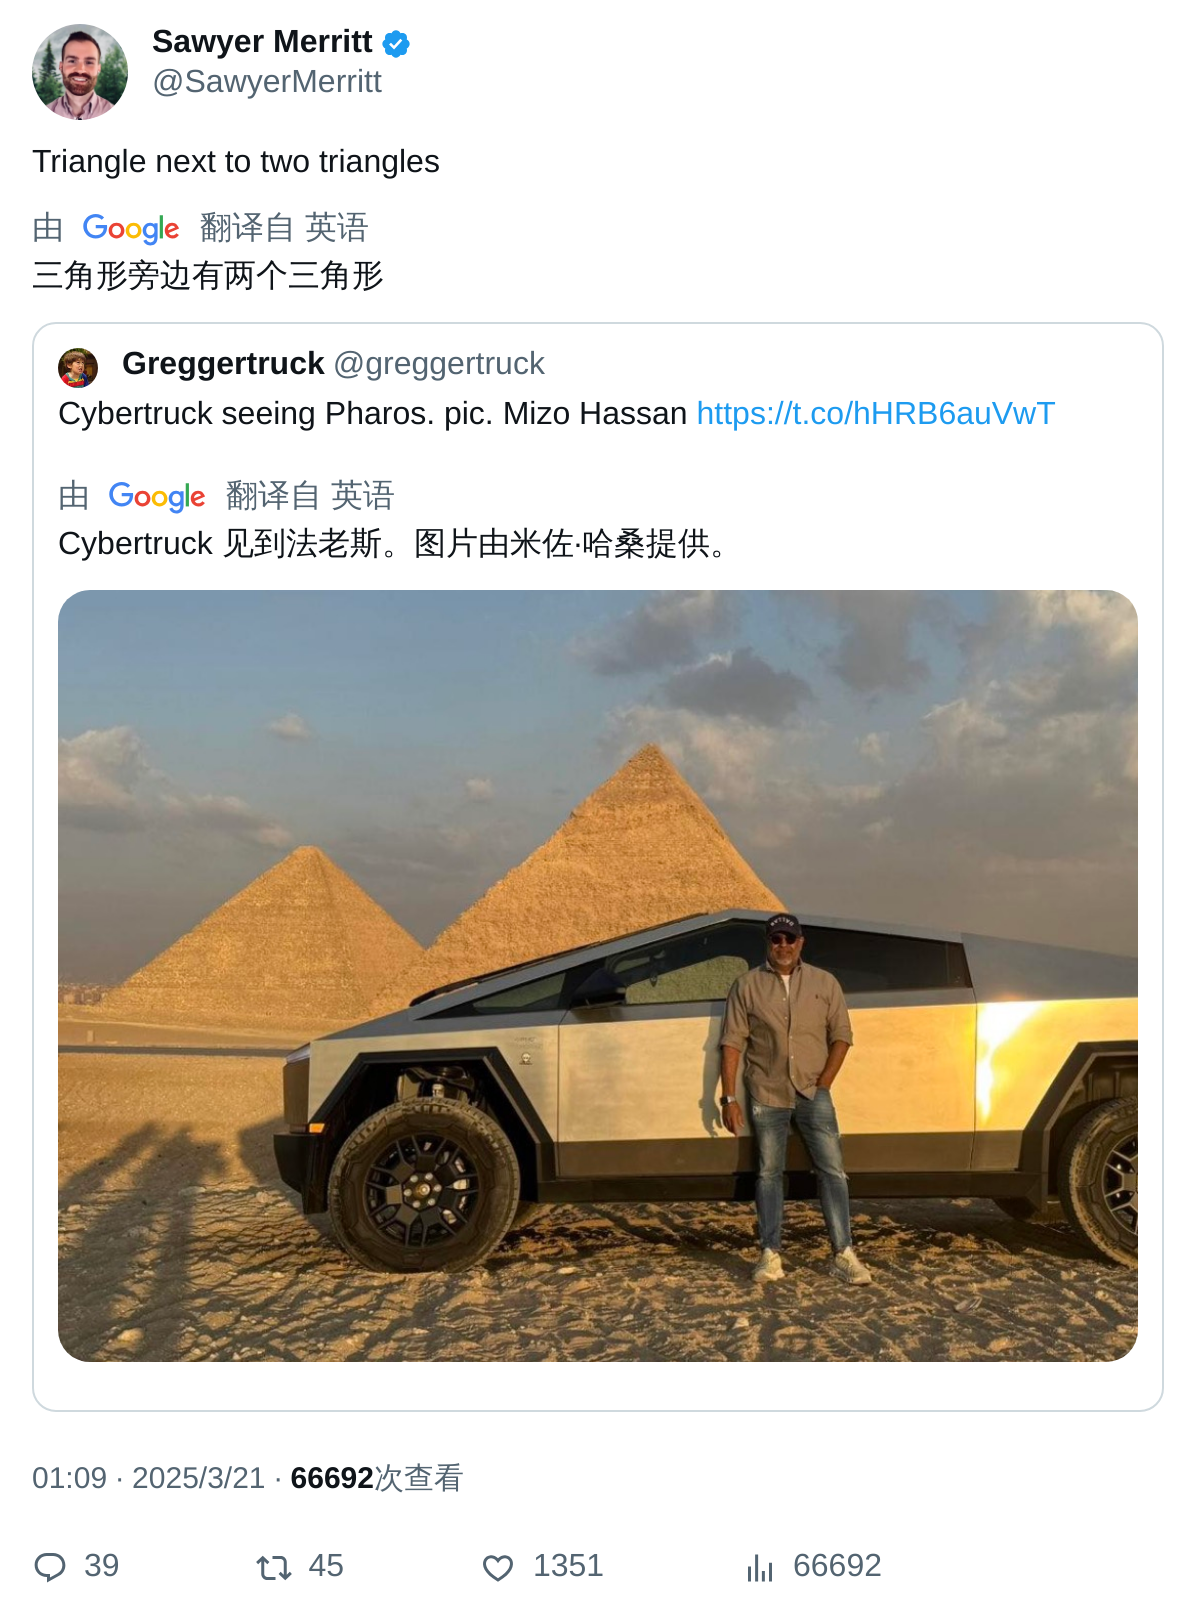 Sawyer Merritt
@SawyerMerritt
Triangle next to two triangles
由 Google 翻译自 英语
三角形旁边有两个三角形
Greggertruck @greggertruck
Cybertruck seeing Pharos. pic. Mizo Hassan https://t.co/hHRB6auVwT
由 Google 翻译自 英语
Cybertruck 见到法老斯。图片由米佐·哈桑提供。
01:09 · 2025/3/21 · 66692次查看
39 45 1351 66692